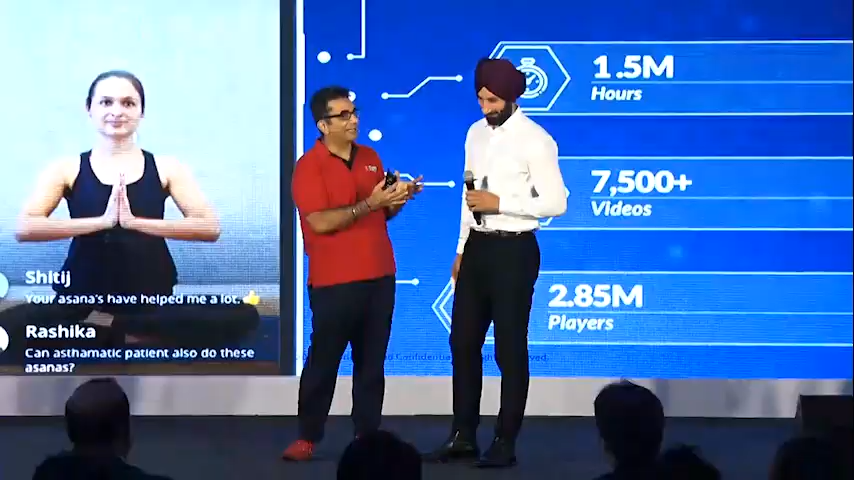 1.5M
Hours
7,500+
Videos
2.85M
Players
Shitij
Your asana's have helped me a lot. 👍
Rashika
Can asthamatic patient also do these
asanas?